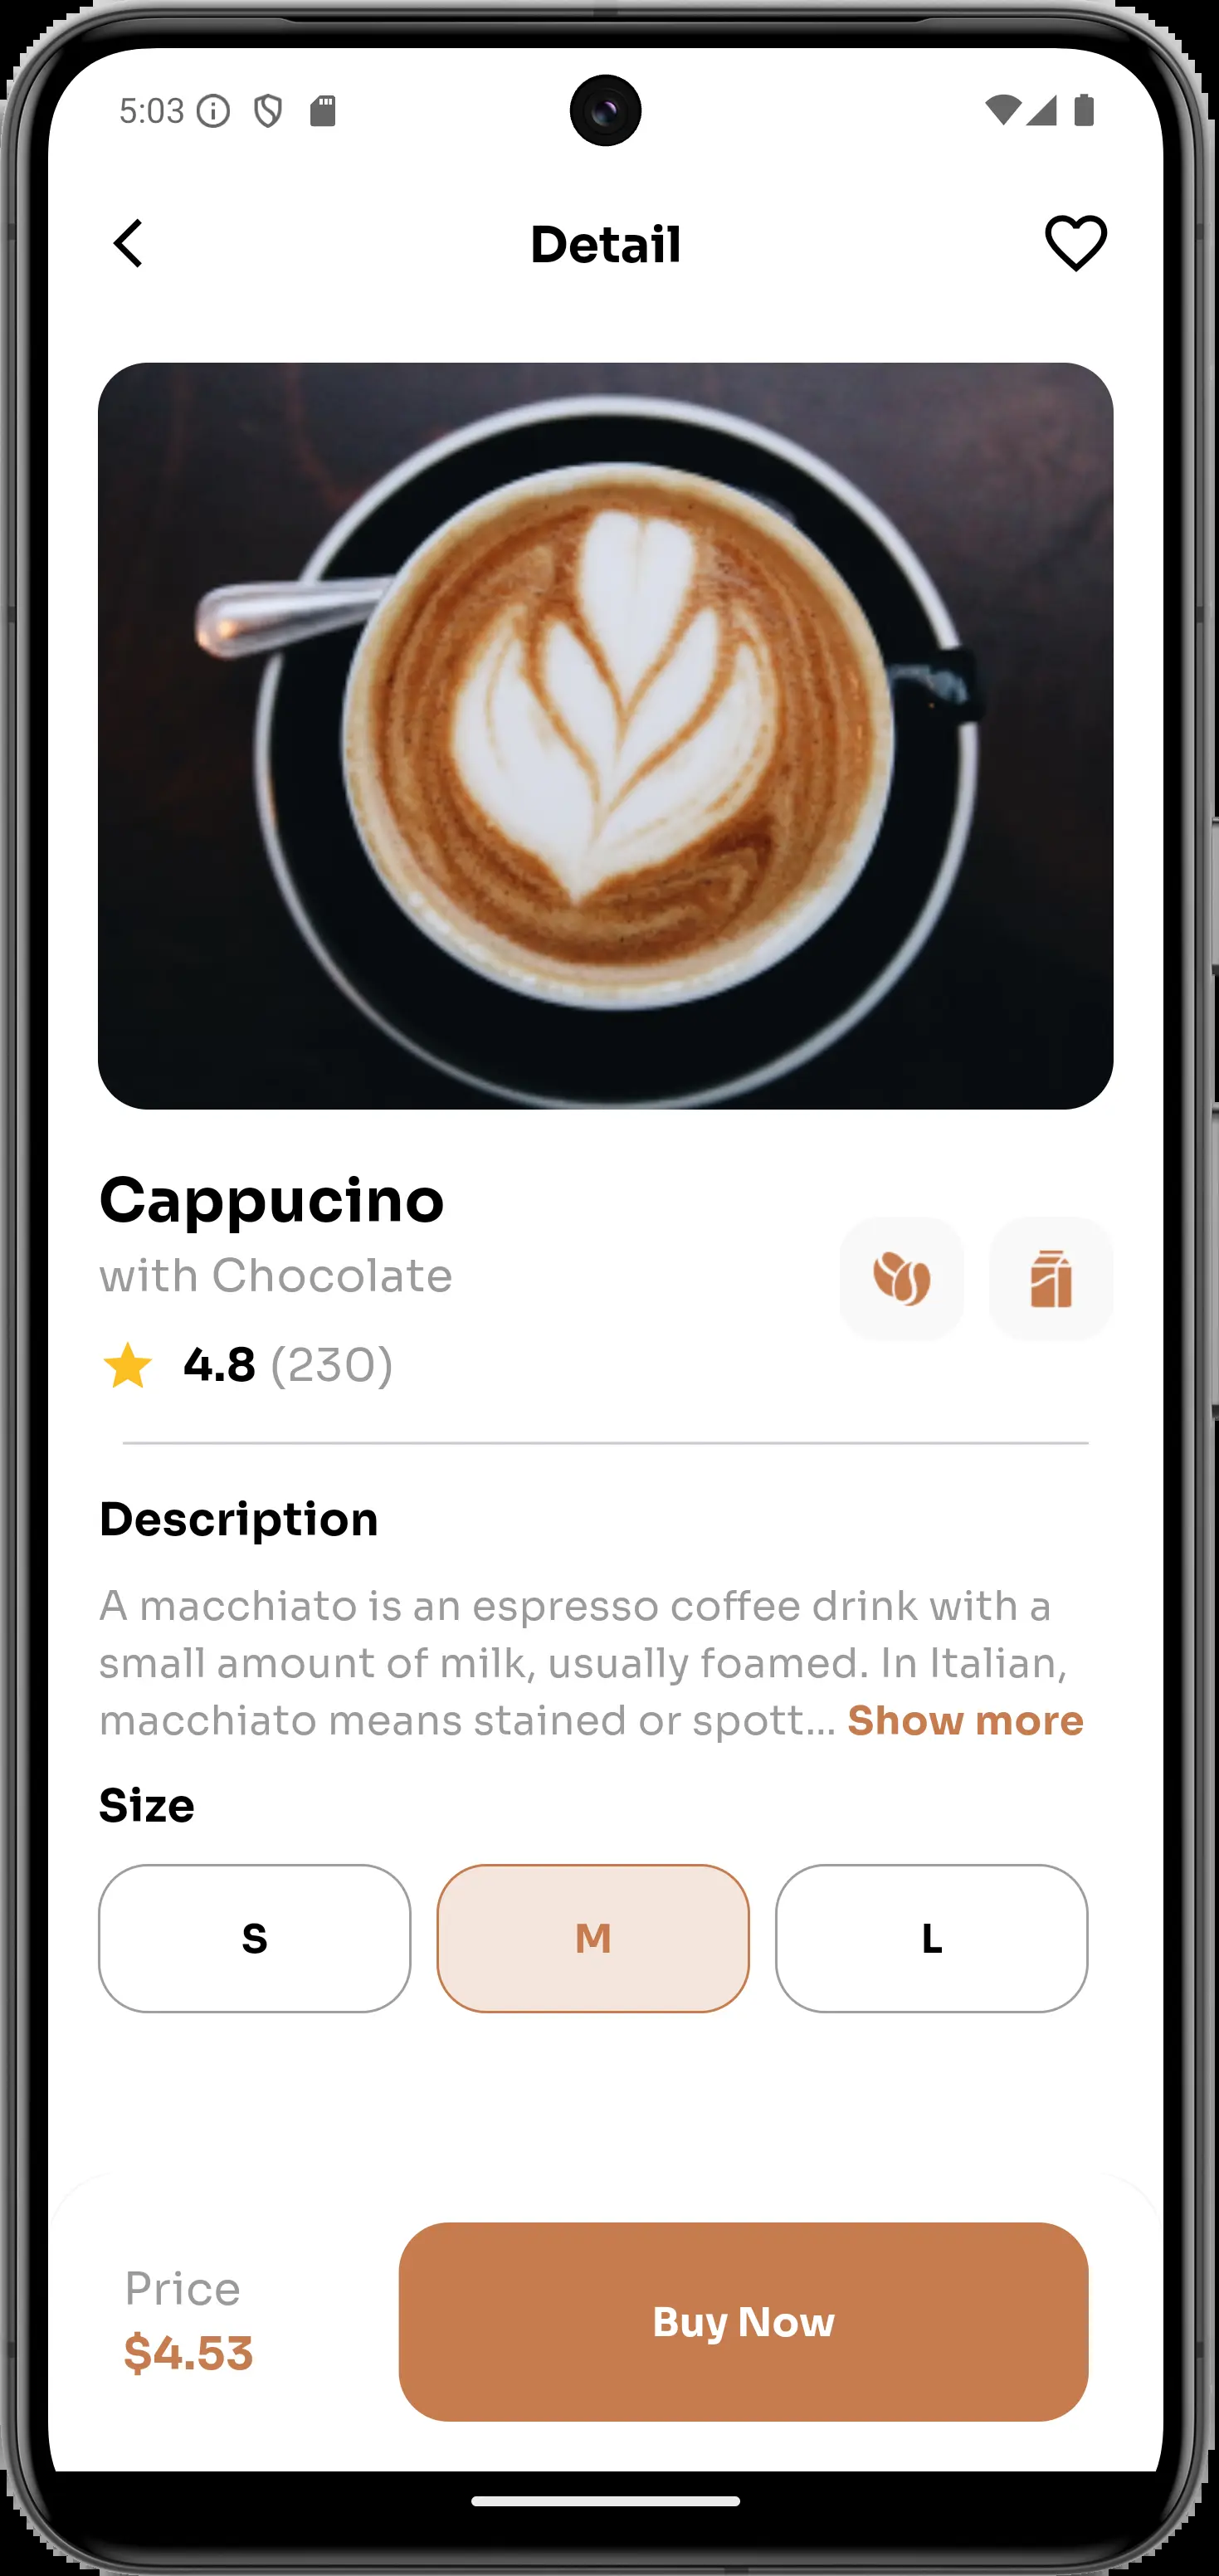 5:03
Detail
Cappucino
with Chocolate
4.8 (230)
Description
A macchiato is an espresso coffee drink with a
small amount of milk, usually foamed. In Italian,
macchiato means stained or spott... Show more
Size
S M L
Price
$4.53
Buy Now